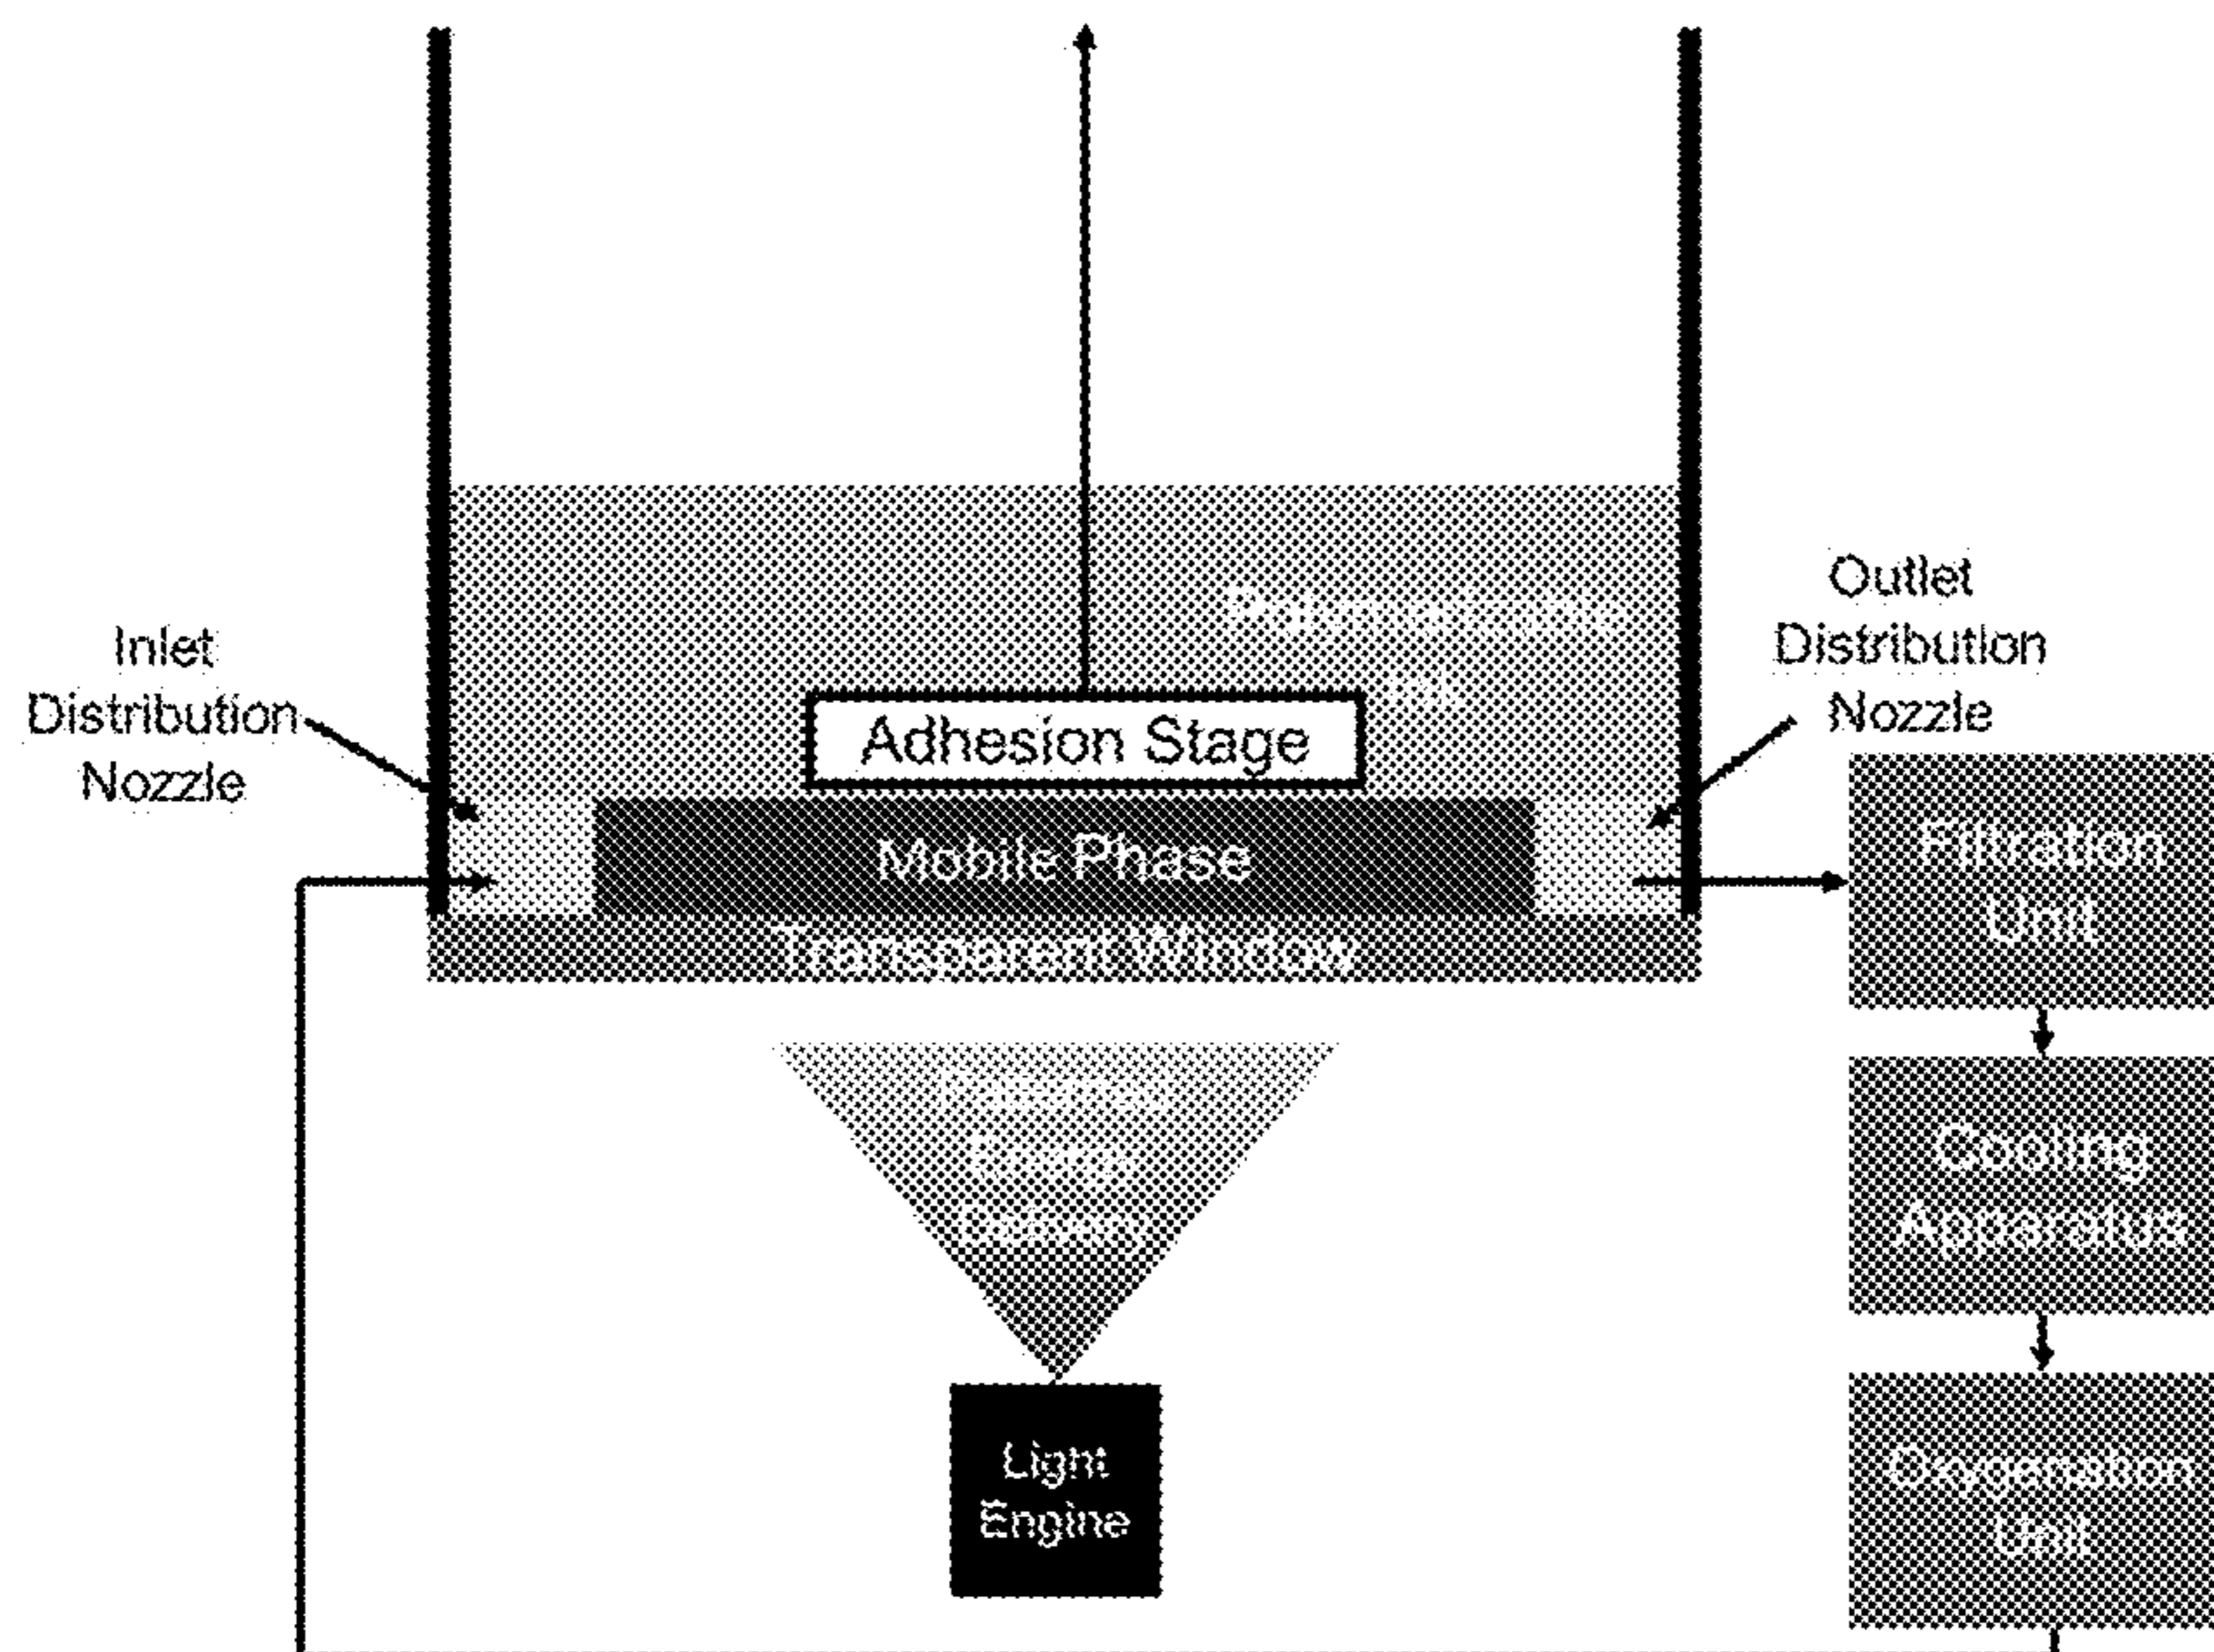 Inlet
Distribution
Nozzle
Outlet
Distribution
Nozzle
Adhesion Stage
Mobile Phase
Transparent Window
Filtration
Unit
Cooling
Apparatus
Oxygenation
Unit
Light
Engine